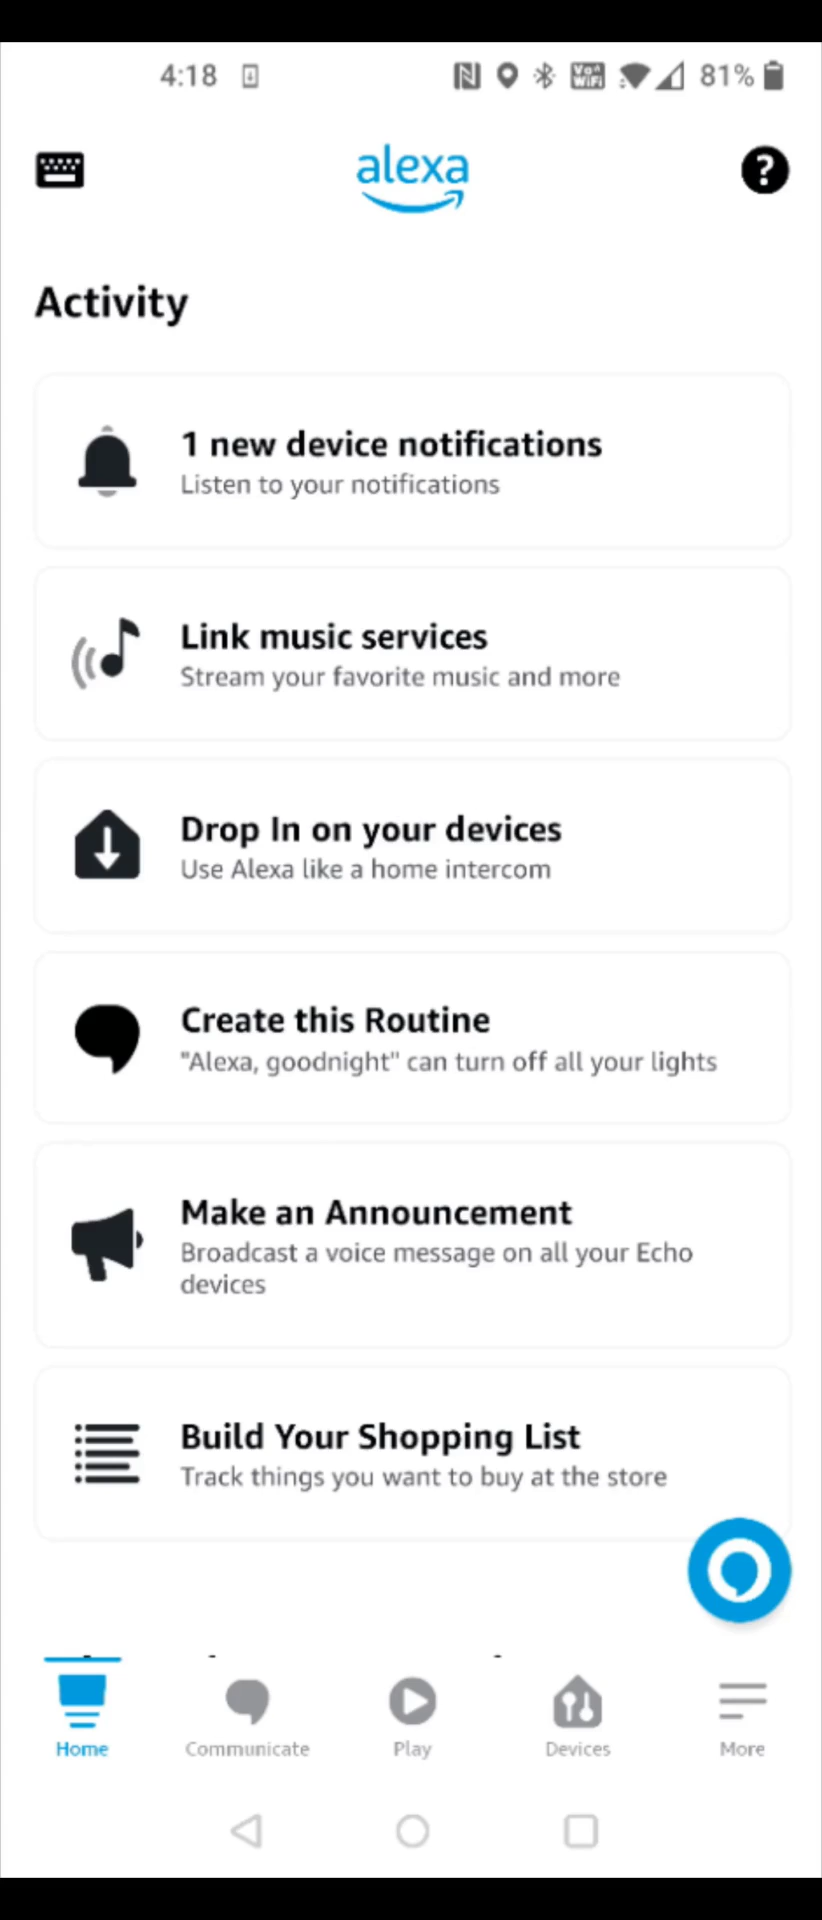 4:18
Vo WiFi 81%
alexa
?
Activity
1 new device notifications
Listen to your notifications
Link music services
Stream your favorite music and more
Drop In on your devices
Use Alexa like a home intercom
Create this Routine
"Alexa, goodnight" can turn off all your lights
Make an Announcement
Broadcast a voice message on all your Echo
devices
Build Your Shopping List
Track things you want to buy at the store
Home Communicate Play Devices More